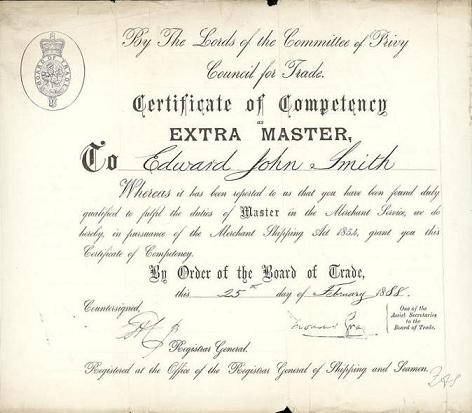 By The Lords of the Committee of Privy
Council for Trade.
Certificate of Competency
as
EXTRA MASTER,
To Edward John Smith
Whereas it has been reported to us that you have been found duly
qualified to fulfil the duties of Master in the Merchant Service, we do
hereby, in pursuance of the Merchant Shipping Act 1854, grant you this
Certificate of Competency.
By Order of the Board of Trade,
this 25th day of February 1888.
Countersigned,
Registrar General.
One of the
Assist Secretaries
to the
Board of Trade.
Registered at the Office of the Registrar General of Shipping and Seamen.